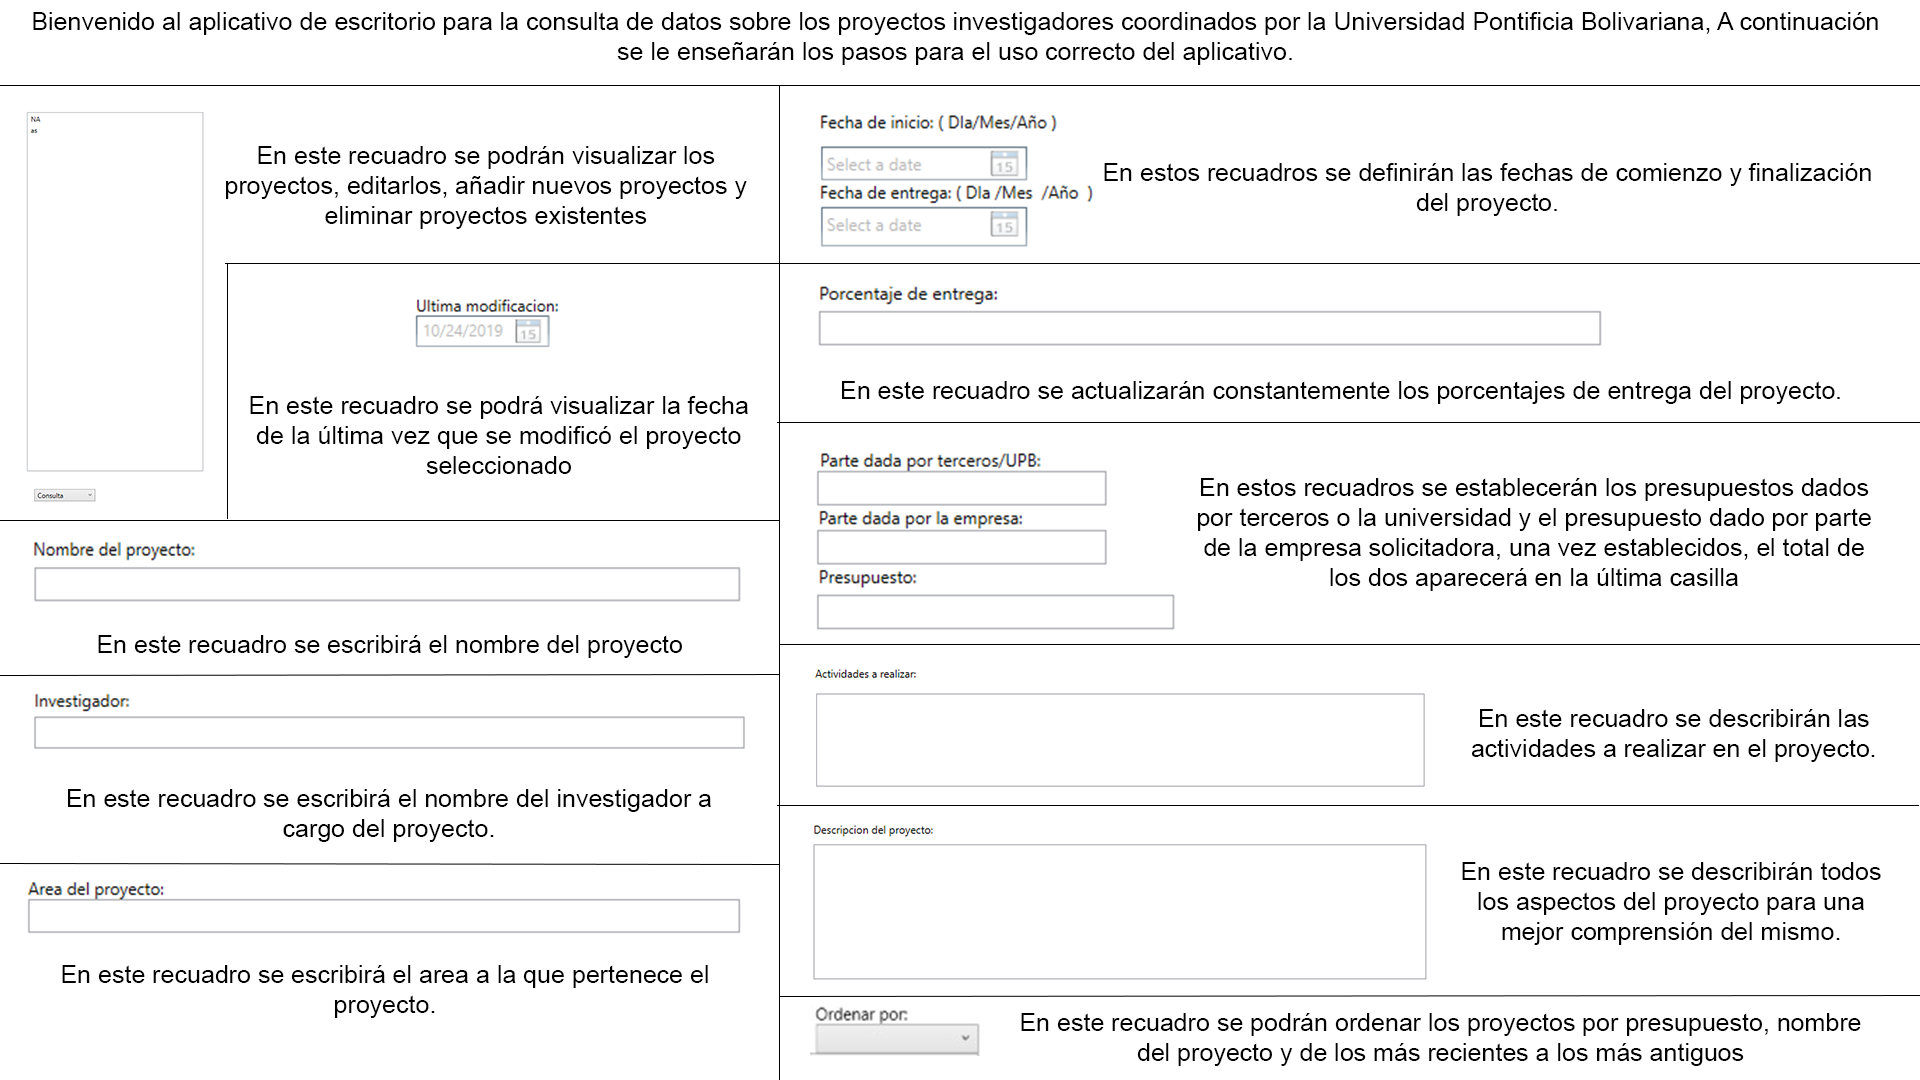 Bienvenido al aplicativo de escritorio para la consulta de datos sobre los proyectos investigadores coordinados por la Universidad Pontificia Bolivariana, A continuación
se le enseñarán los pasos para el uso correcto del aplicativo.
NA
as
En este recuadro se podrán visualizar los
proyectos, editarlos, añadir nuevos proyectos y
eliminar proyectos existentes
Ultima modificacion:
10/24/2019 15
En este recuadro se podrá visualizar la fecha
de la última vez que se modificó el proyecto
seleccionado
Consulta
Nombre del proyecto:
En este recuadro se escribirá el nombre del proyecto
Investigador:
En este recuadro se escribirá el nombre del investigador a
cargo del proyecto.
Area del proyecto:
En este recuadro se escribirá el area a la que pertenece el
proyecto.
Fecha de inicio: ( DIa/Mes/Año )
Select a date 15
Fecha de entrega: ( DIa /Mes  /Año  )
Select a date 15
En estos recuadros se definirán las fechas de comienzo y finalización
del proyecto.
Porcentaje de entrega:
En este recuadro se actualizarán constantemente los porcentajes de entrega del proyecto.
Parte dada por terceros/UPB:
Parte dada por la empresa:
Presupuesto:
En estos recuadros se establecerán los presupuestos dados
por terceros o la universidad y el presupuesto dado por parte
de la empresa solicitadora, una vez establecidos, el total de
los dos aparecerá en la última casilla
Actividades a realizar:
En este recuadro se describirán las
actividades a realizar en el proyecto.
Descripcion del proyecto:
En este recuadro se describirán todos
los aspectos del proyecto para una
mejor comprensión del mismo.
Ordenar por:
En este recuadro se podrán ordenar los proyectos por presupuesto, nombre
del proyecto y de los más recientes a los más antiguos